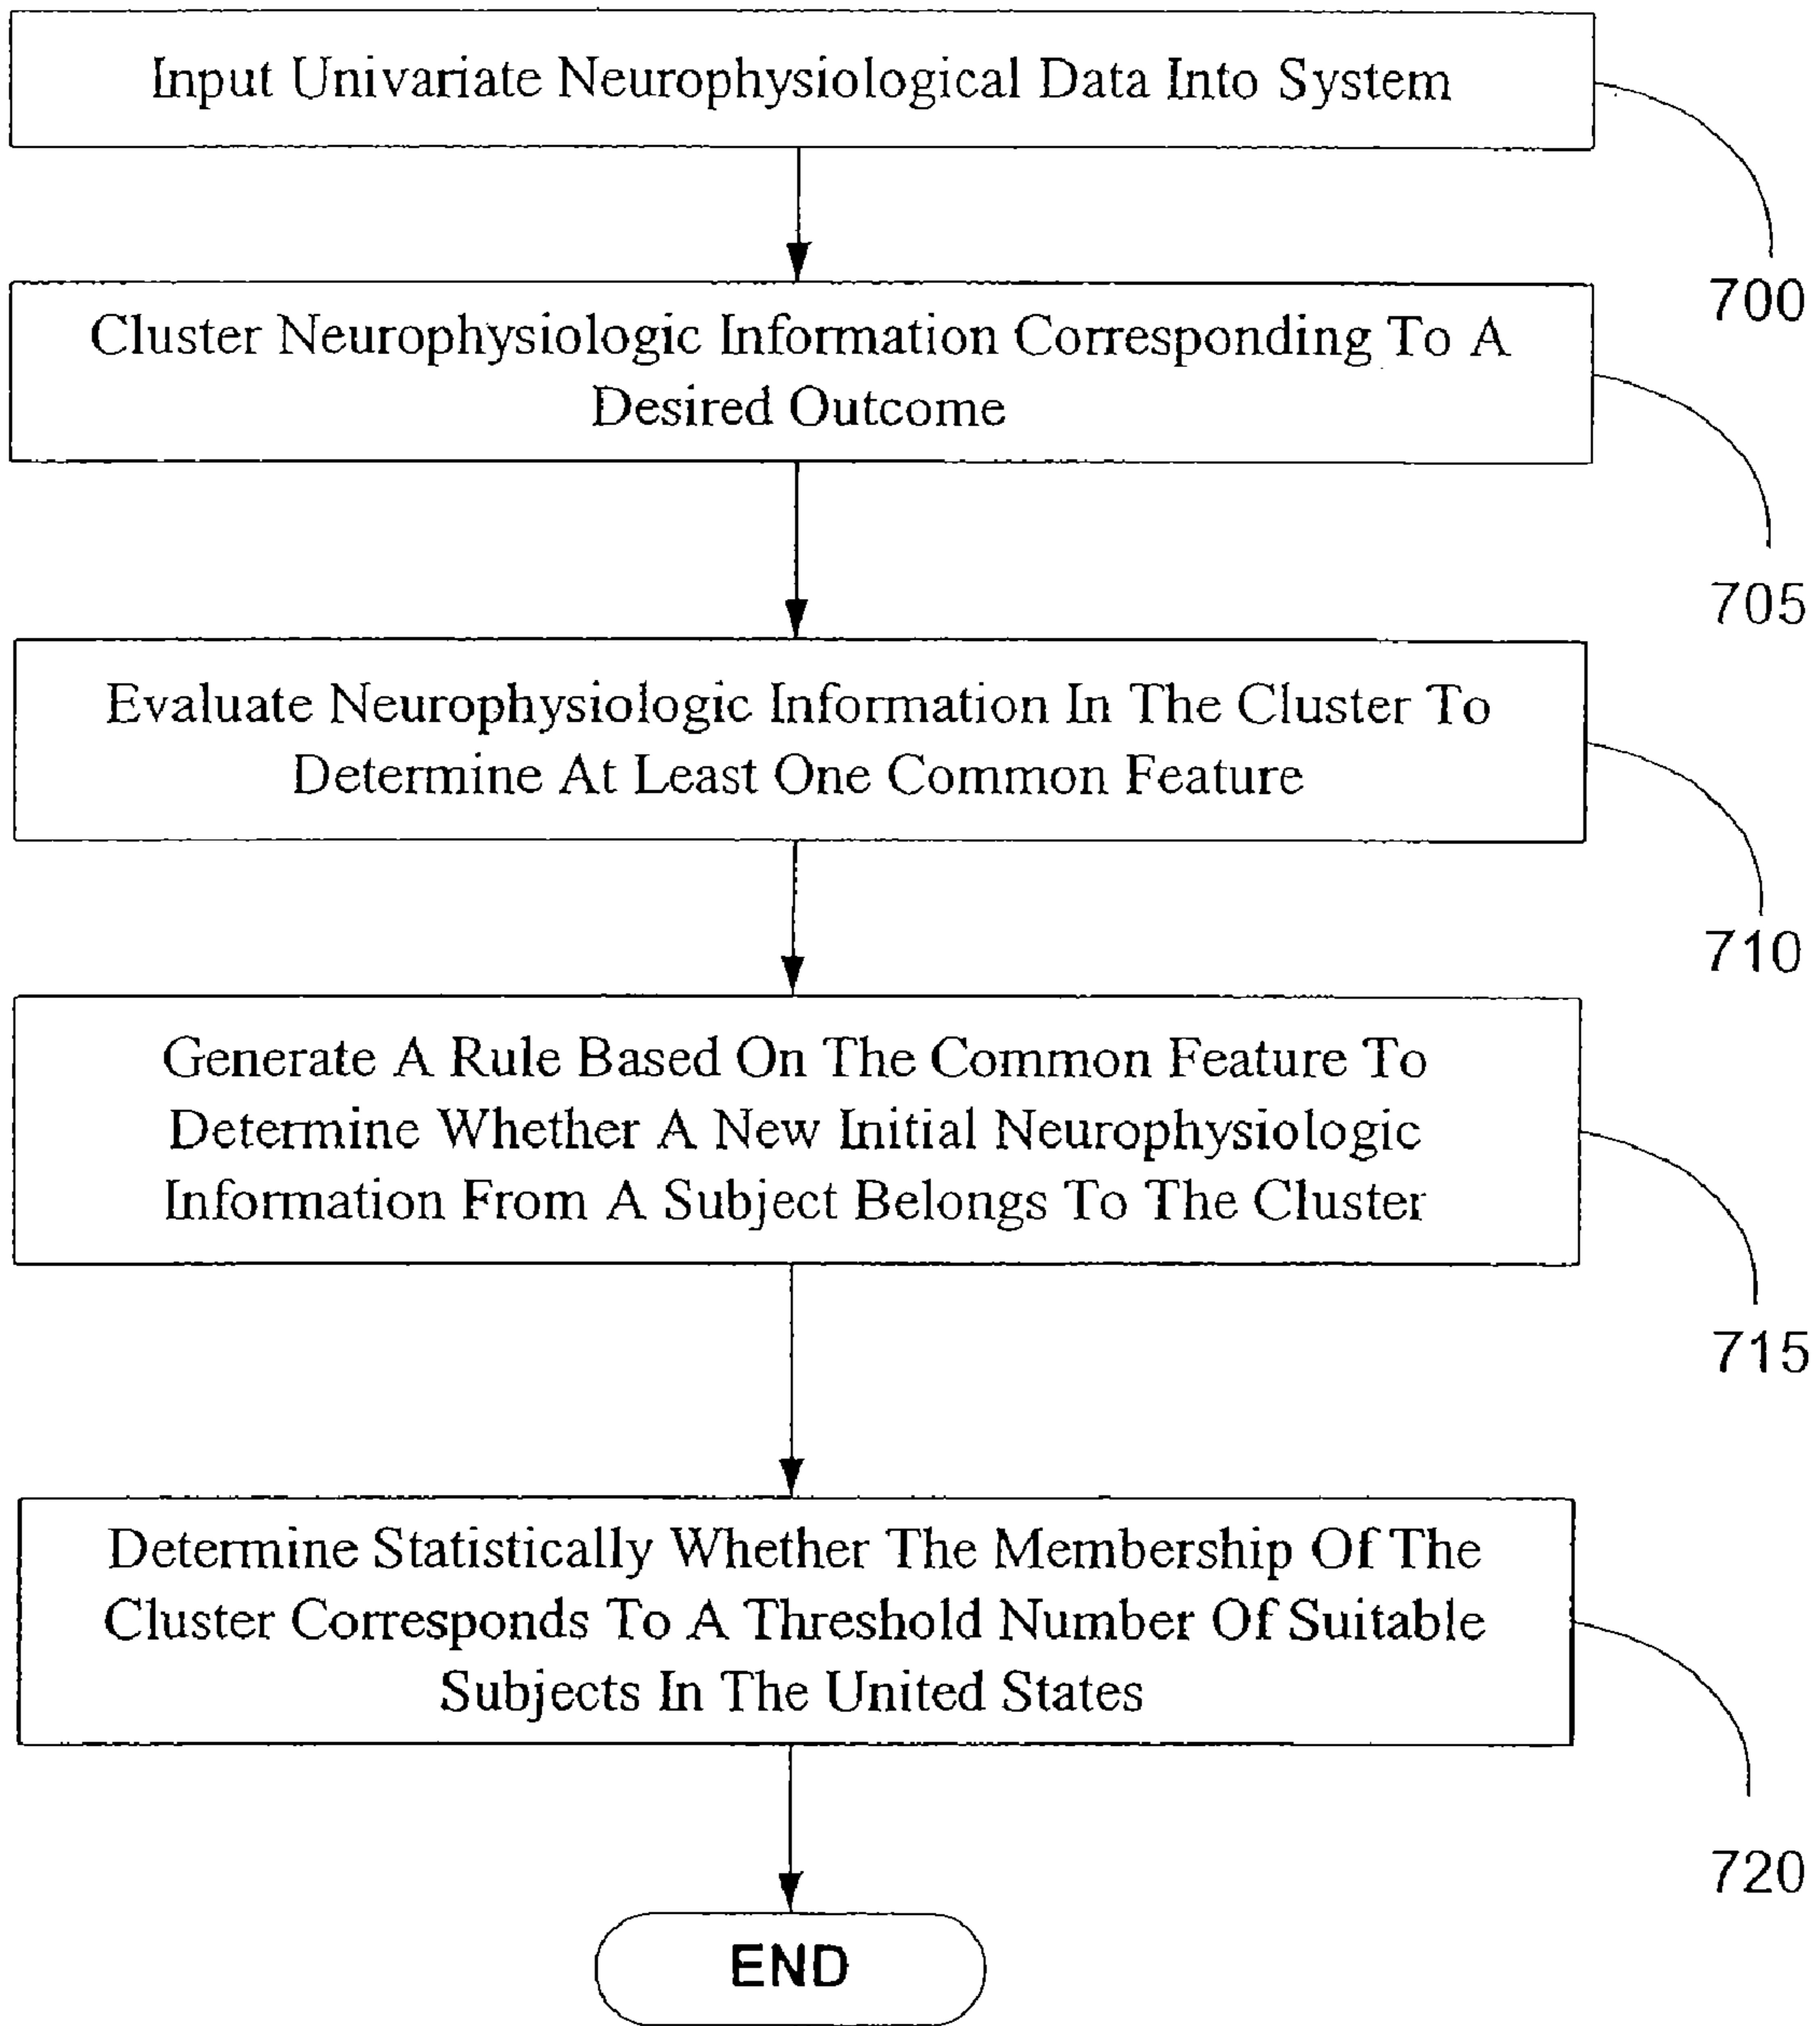 Input Univariate Neurophysiological Data Into System
700
Cluster Neurophysiologic Information Corresponding To A
Desired Outcome
705
Evaluate Neurophysiologic Information In The Cluster To
Determine At Least One Common Feature
710
Generate A Rule Based On The Common Feature To
Determine Whether A New Initial Neurophysiologic
Information From A Subject Belongs To The Cluster
715
Determine Statistically Whether The Membership Of The
Cluster Corresponds To A Threshold Number Of Suitable
Subjects In The United States
720
END